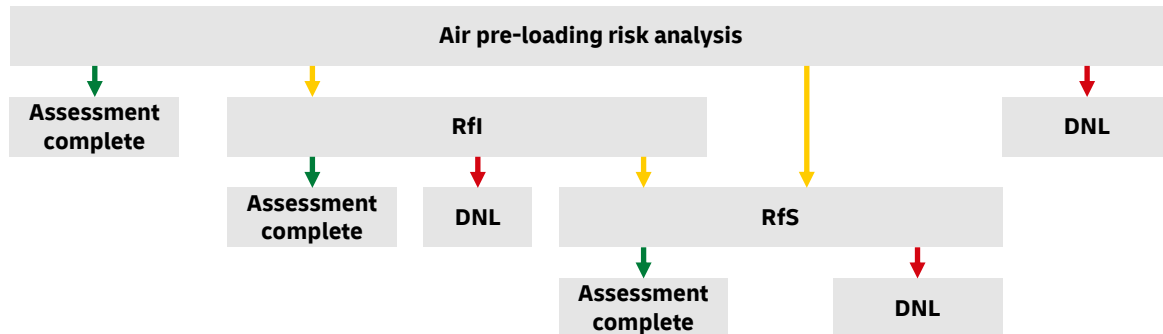 Air pre-loading risk analysis
Assessment
complete
RfI
DNL
Assessment
complete
DNL
RfS
Assessment
complete
DNL